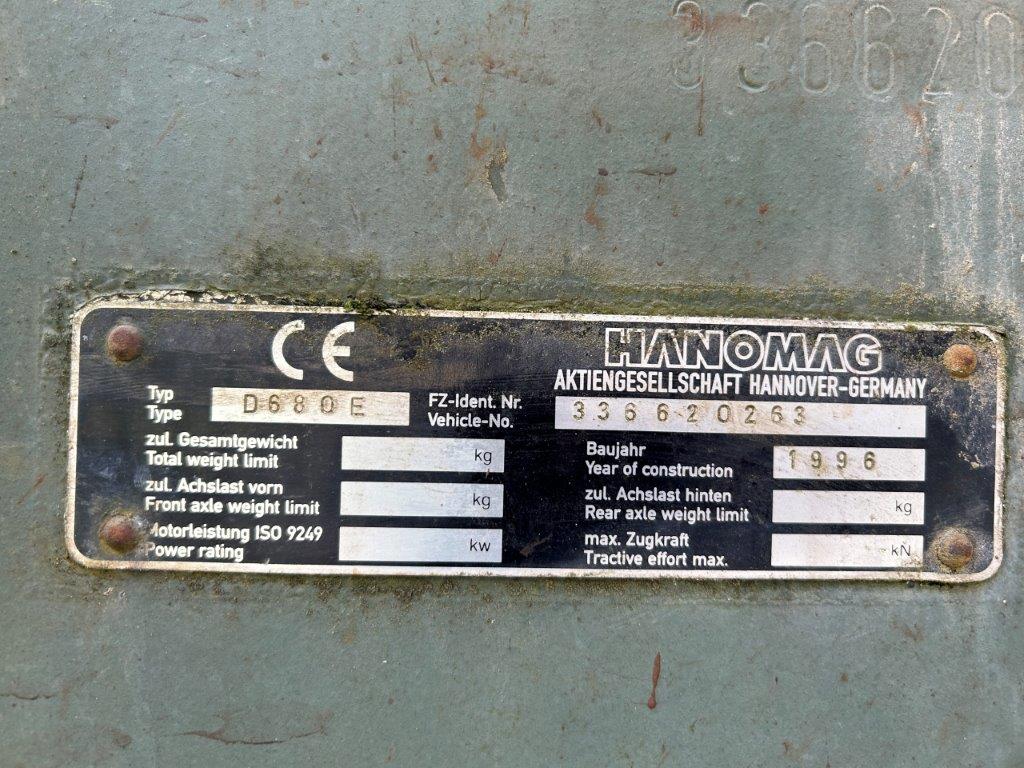 336620
CE
HANOMAG
AKTIENGESELLSCHAFT HANNOVER-GERMANY
Typ
Type
D680E
FZ-Ident. Nr.
Vehicle-No.
336620263
zul. Gesamtgewicht
Total weight limit
kg
Baujahr
Year of construction
1996
zul. Achslast vorn
Front axle weight limit
kg
zul. Achslast hinten
Rear axle weight limit
kg
Motorleistung ISO 9249
Power rating
kw
max. Zugkraft
Tractive effort max.
kN